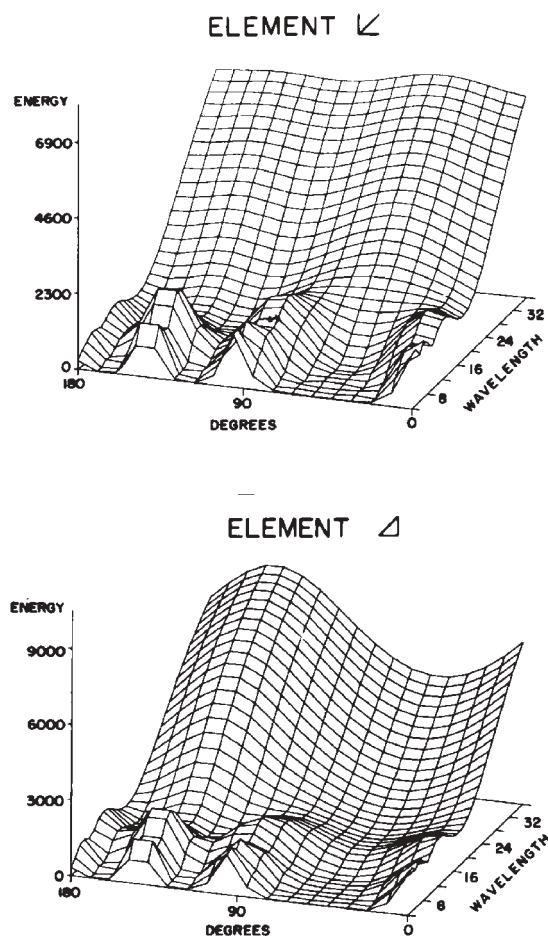 ELEMENT
ENERGY
6900
4600
2300
0
180
90
0
DEGREES
8
16
24
32
WAVELENGTH
ELEMENT
ENERGY
9000
6000
3000
0
180
90
0
DEGREES
8
16
24
32
WAVELENGTH